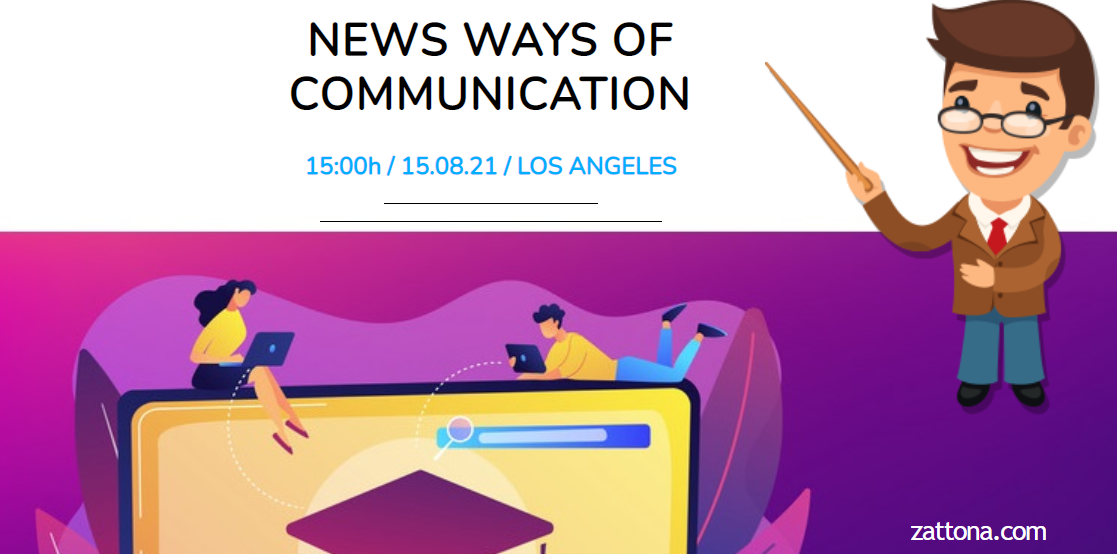 NEWS WAYS OF
COMMUNICATION
15:00h / 15.08.21 / LOS ANGELES
zattona.com